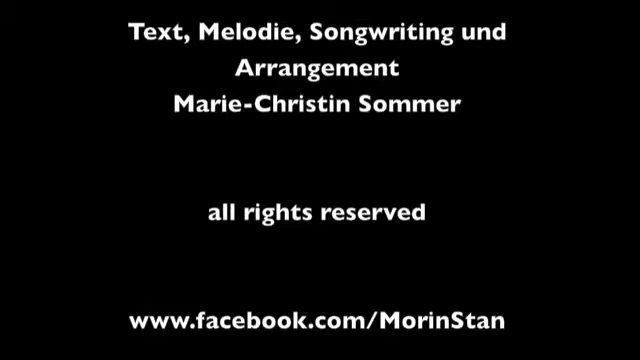 Text, Melodie, Songwriting und
Arrangement
Marie-Christin Sommer
all rights reserved
www.facebook.com/MorinStan